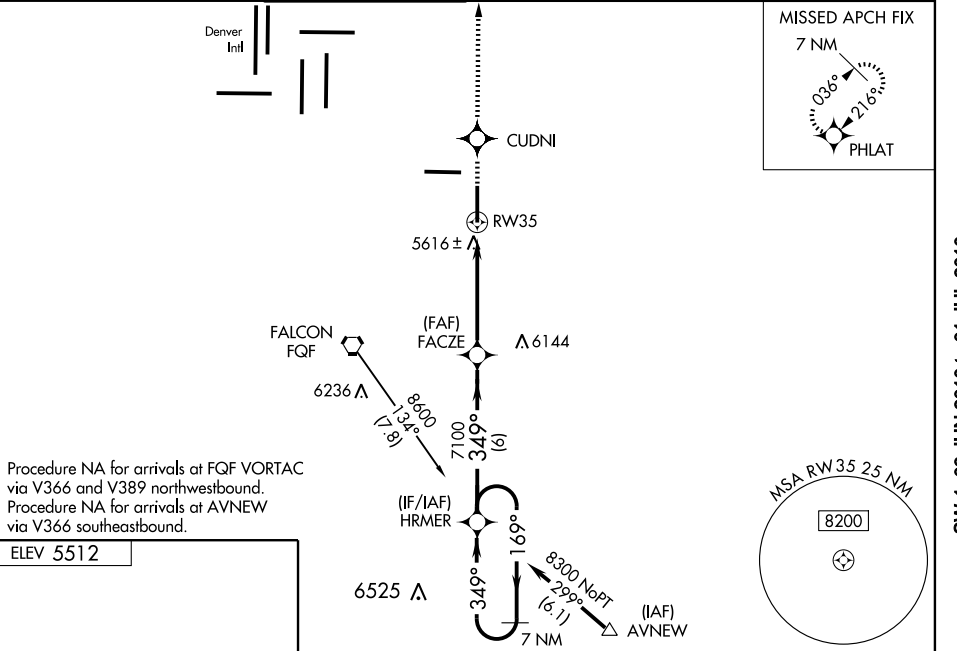 Denver
Intl
MISSED APCH FIX
7 NM
036°
216°
PHLAT
CUDNI
RW35
5616 ±
(FAF)
FACZE
6144
FALCON
FQF
6236
8600
134°
(7.8)
7100
349°
(6)
Procedure NA for arrivals at FQF VORTAC
via V366 and V389 northwestbound.
Procedure NA for arrivals at AVNEW
via V366 southeastbound.
ELEV 5512
(IF/IAF)
HRMER
169°
349°
6525
7 NM
8300 NoPT
299°
(6.1)
(IAF)
AVNEW
MSA RW35 25 NM
8200